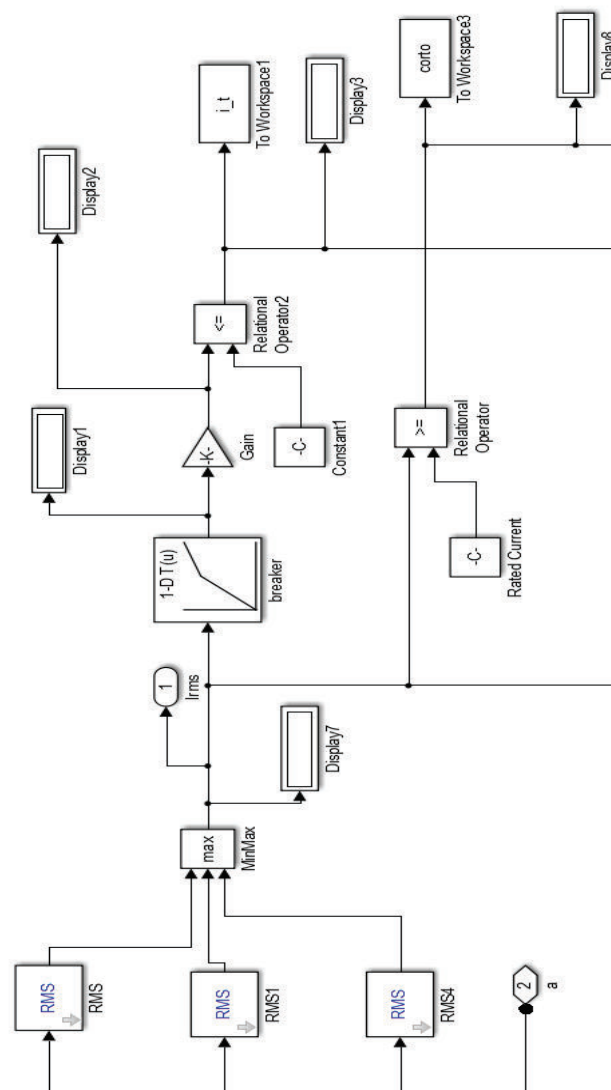 RMS
RMS
RMS
RMS1
RMS
RMS4
2
a
max
MinMax
Display7
1
Irms
1-D T(u)
breaker
Display1
-K-
Gain
Display2
-C-
Constant1
<=
Relational
Operator2
i_t
To Workspace1
Display3
-C-
Rated Current
>=
Relational
Operator
corto
To Workspace3
Display8